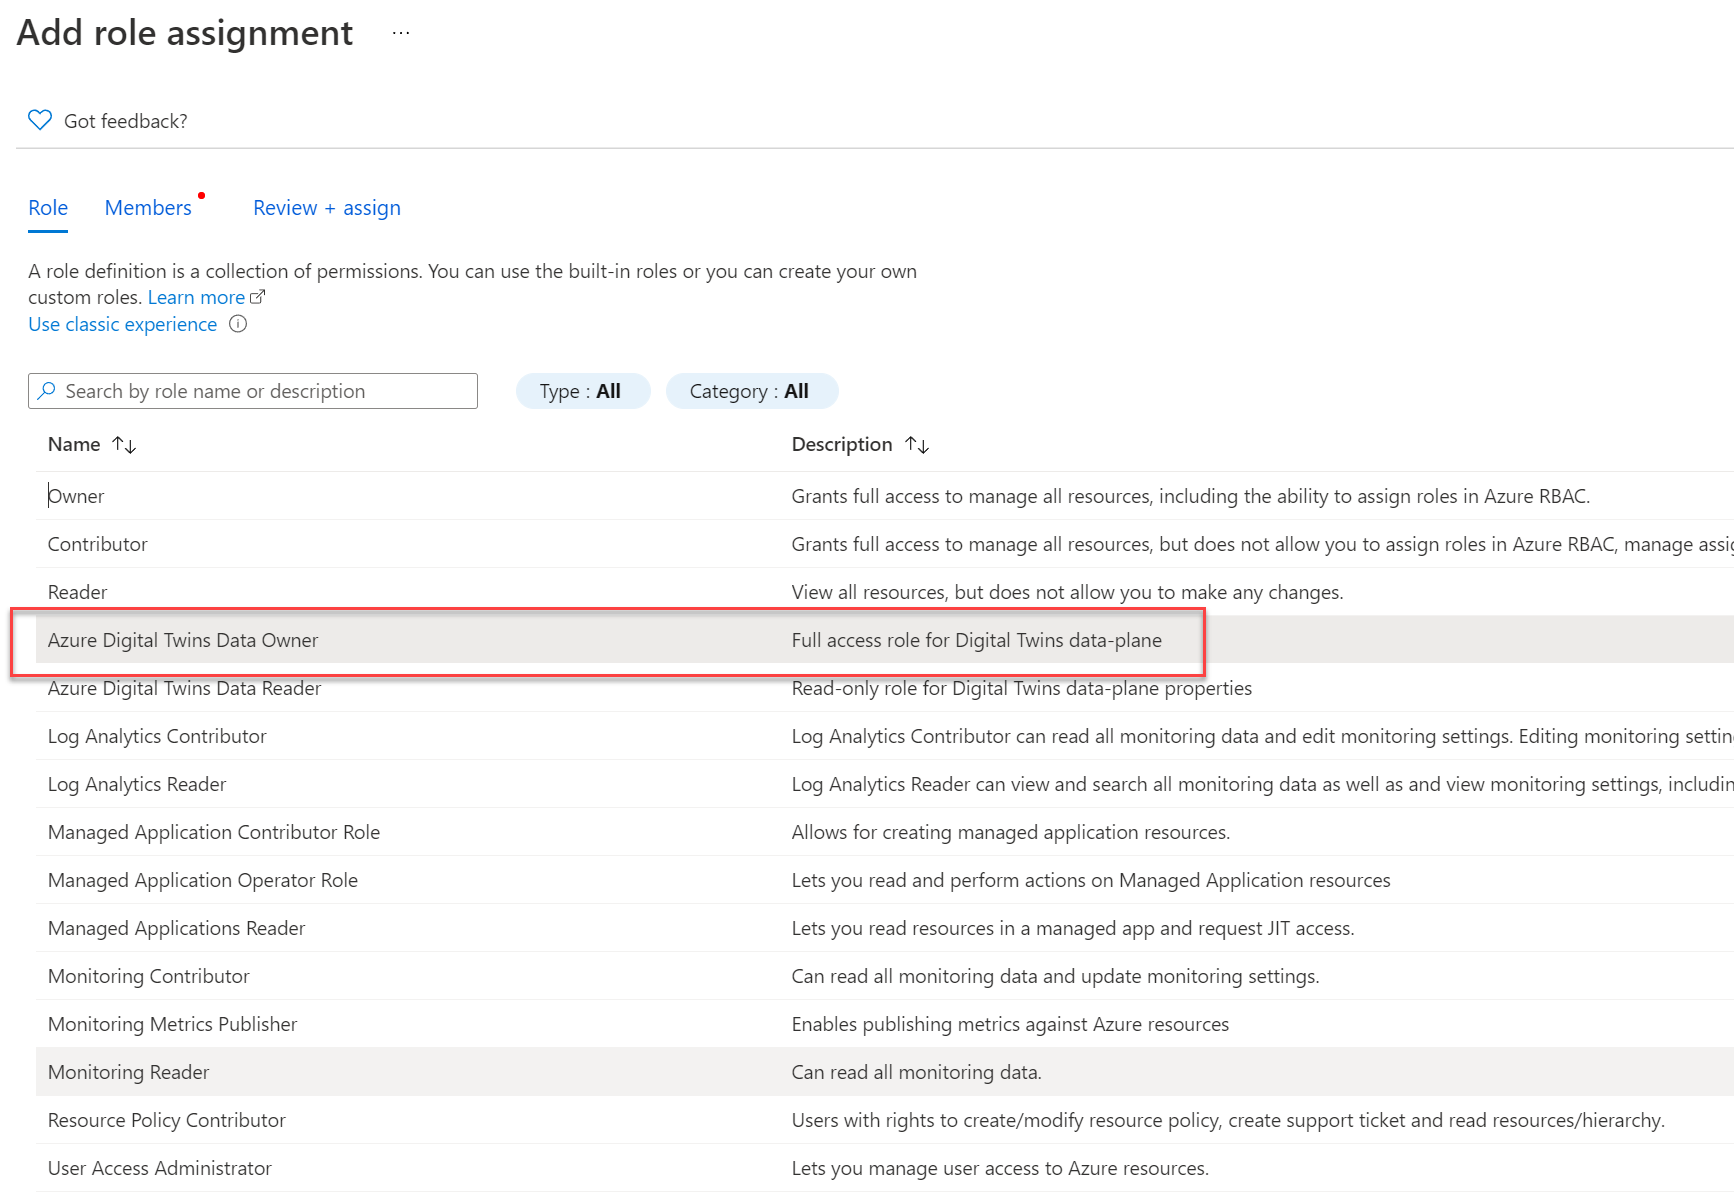 Add role assignment ...
Got feedback?
Role Members Review + assign
A role definition is a collection of permissions. You can use the built-in roles or you can create your own
custom roles. Learn more
Use classic experience
Search by role name or description Type : All Category : All
Name Description
Owner Grants full access to manage all resources, including the ability to assign roles in Azure RBAC.
Contributor Grants full access to manage all resources, but does not allow you to assign roles in Azure RBAC, manage
Reader View all resources, but does not allow you to make any changes.
Azure Digital Twins Data Owner Full access role for Digital Twins data-plane
Azure Digital Twins Data Reader Read-only role for Digital Twins data-plane properties
Log Analytics Contributor Log Analytics Contributor can read all monitoring data and edit monitoring settings. Editing monitoring
Log Analytics Reader Log Analytics Reader can view and search all monitoring data as well as and view monitoring settings,
Managed Application Contributor Role Allows for creating managed application resources.
Managed Application Operator Role Lets you read and perform actions on Managed Application resources
Managed Applications Reader Lets you read resources in a managed app and request JIT access.
Monitoring Contributor Can read all monitoring data and update monitoring settings.
Monitoring Metrics Publisher Enables publishing metrics against Azure resources
Monitoring Reader Can read all monitoring data.
Resource Policy Contributor Users with rights to create/modify resource policy, create support ticket and read resources/hierarchy.
User Access Administrator Lets you manage user access to Azure resources.